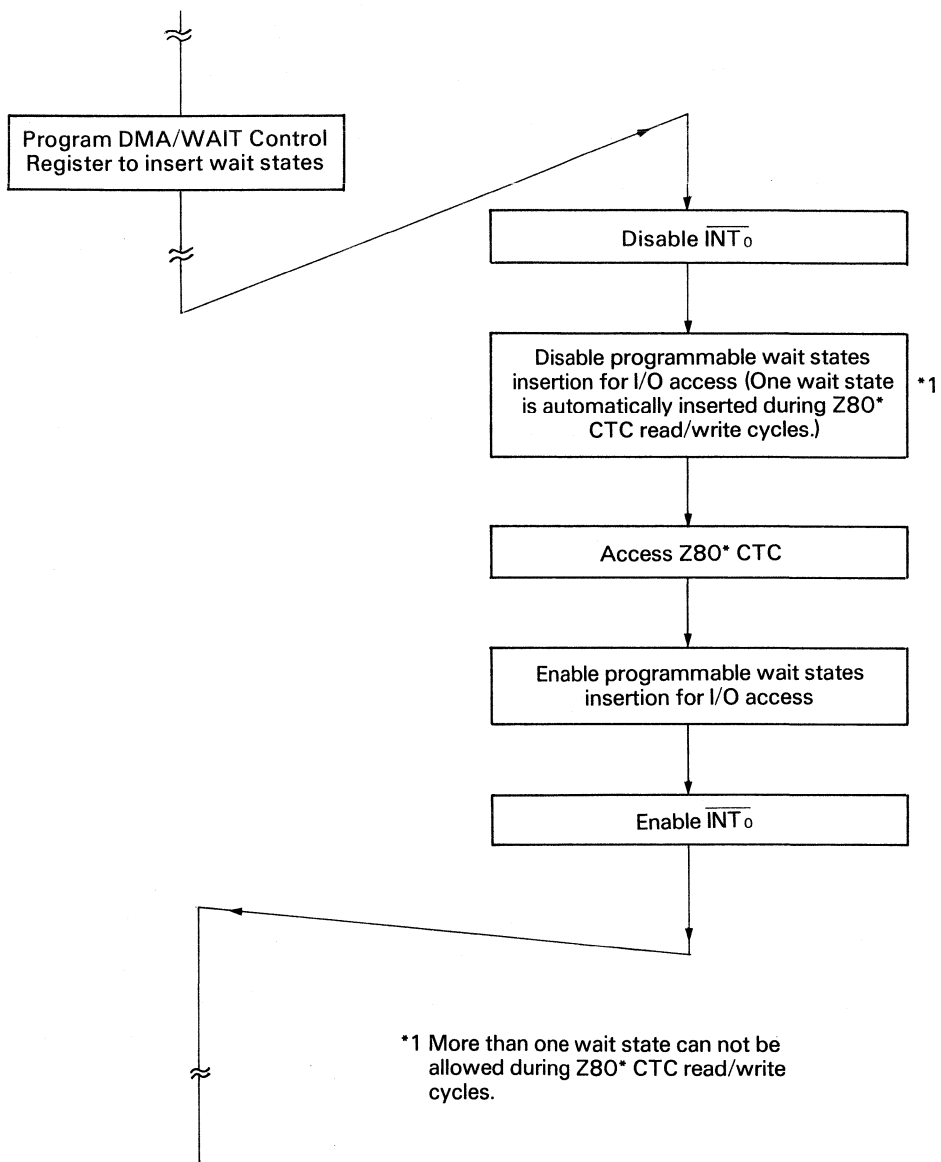 Program DMA/WAIT Control
Register to insert wait states
Disable I̅N̅T̅₀
Disable programmable wait states
insertion for I/O access (One wait state
is automatically inserted during Z80*
CTC read/write cycles.)
*1
Access Z80* CTC
Enable programmable wait states
insertion for I/O access
Enable I̅N̅T̅₀
*1 More than one wait state can not be
allowed during Z80* CTC read/write
cycles.